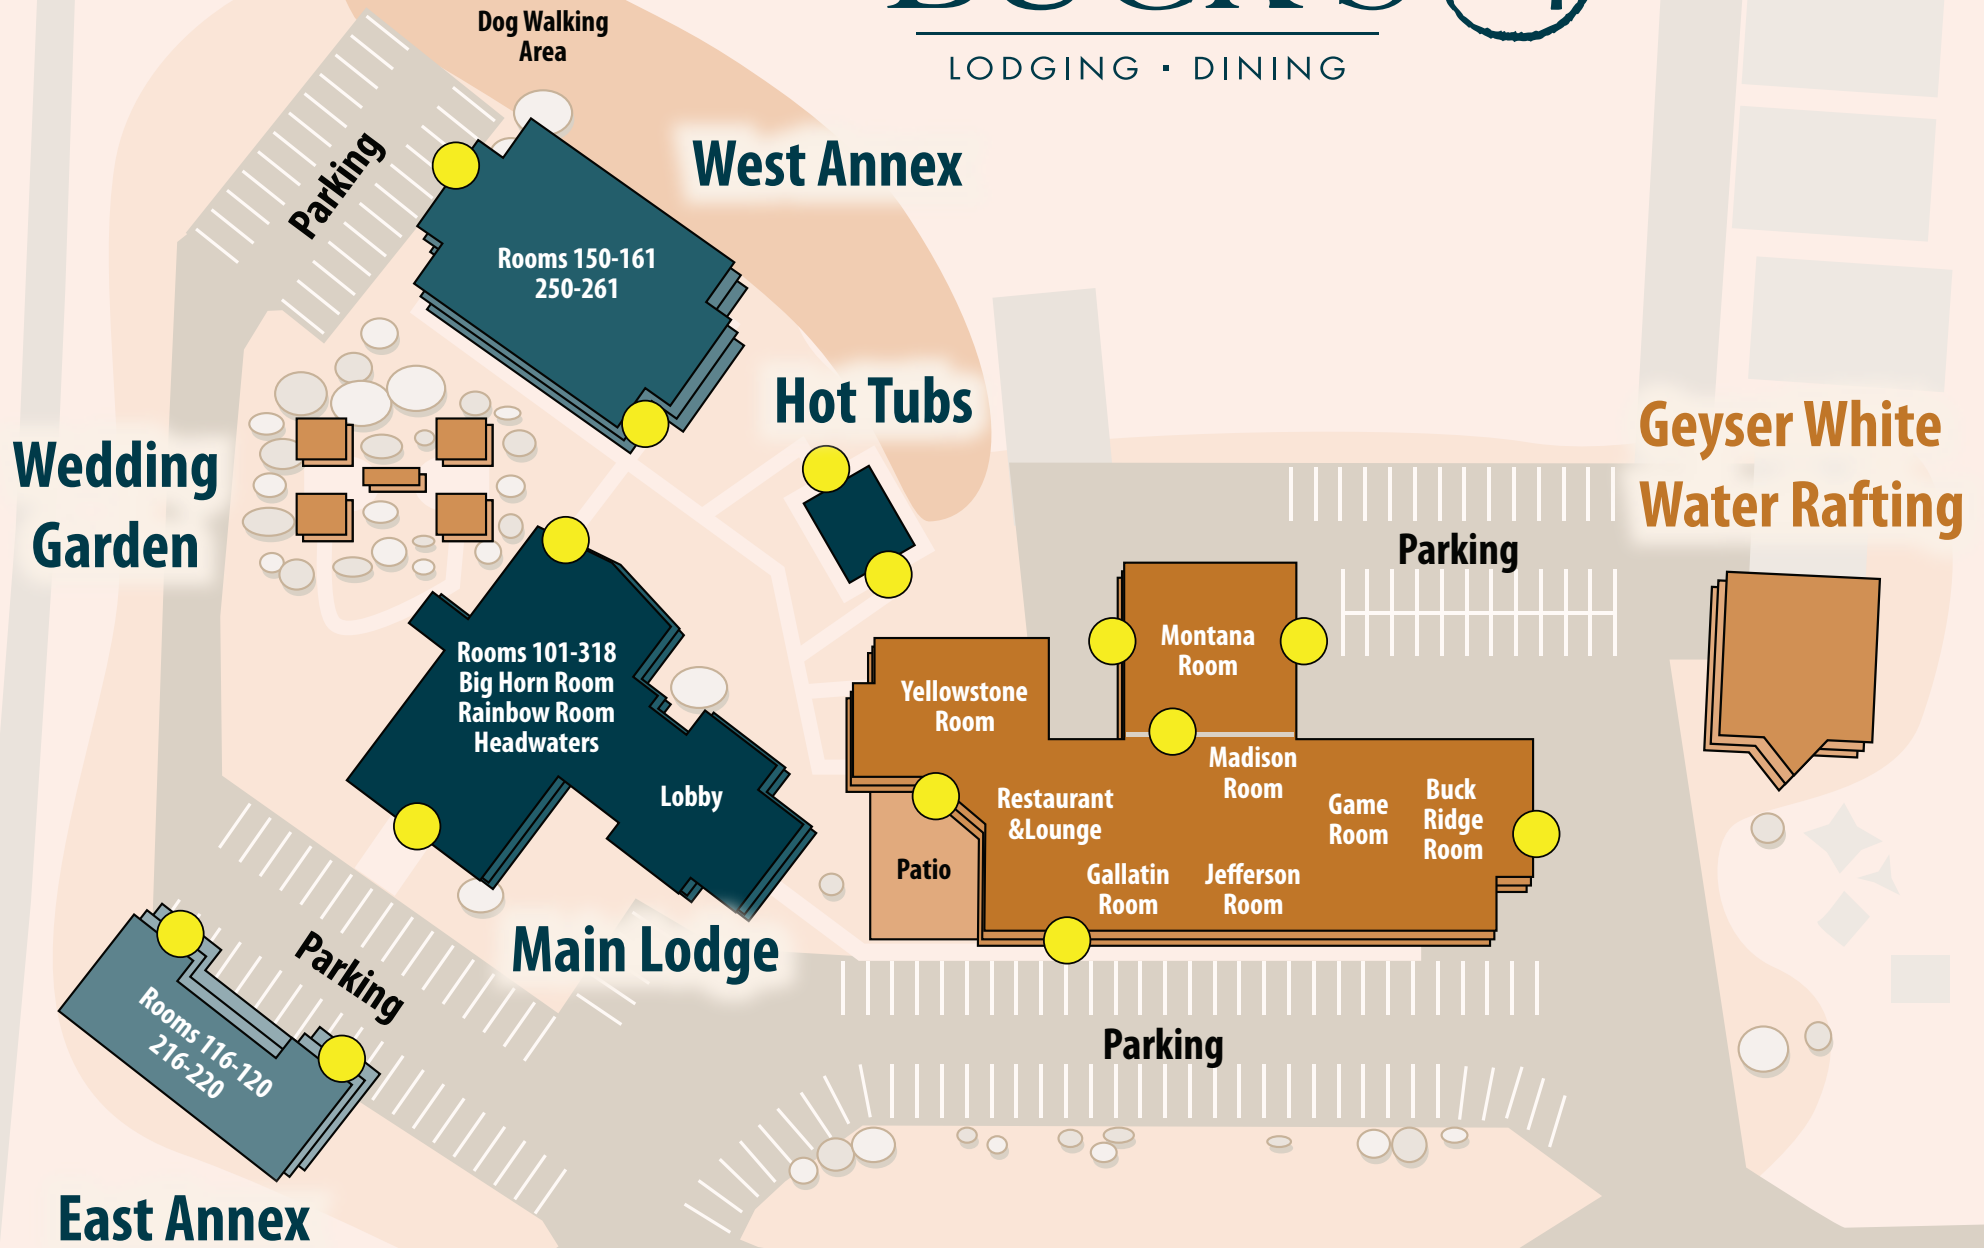 Dog Walking
Area
LODGING • DINING
Parking
West Annex
Rooms 150-161
250-261
Hot Tubs
Wedding
Garden
Geyser White
Water Rafting
Parking
Montana
Room
Rooms 101-318
Big Horn Room
Rainbow Room
Headwaters
Yellowstone
Room
Lobby
Madison
Room
Restaurant
&Lounge
Game
Room
Buck
Ridge
Room
Patio
Gallatin
Room
Jefferson
Room
Main Lodge
Parking
Rooms 116-120
216-220
Parking
East Annex